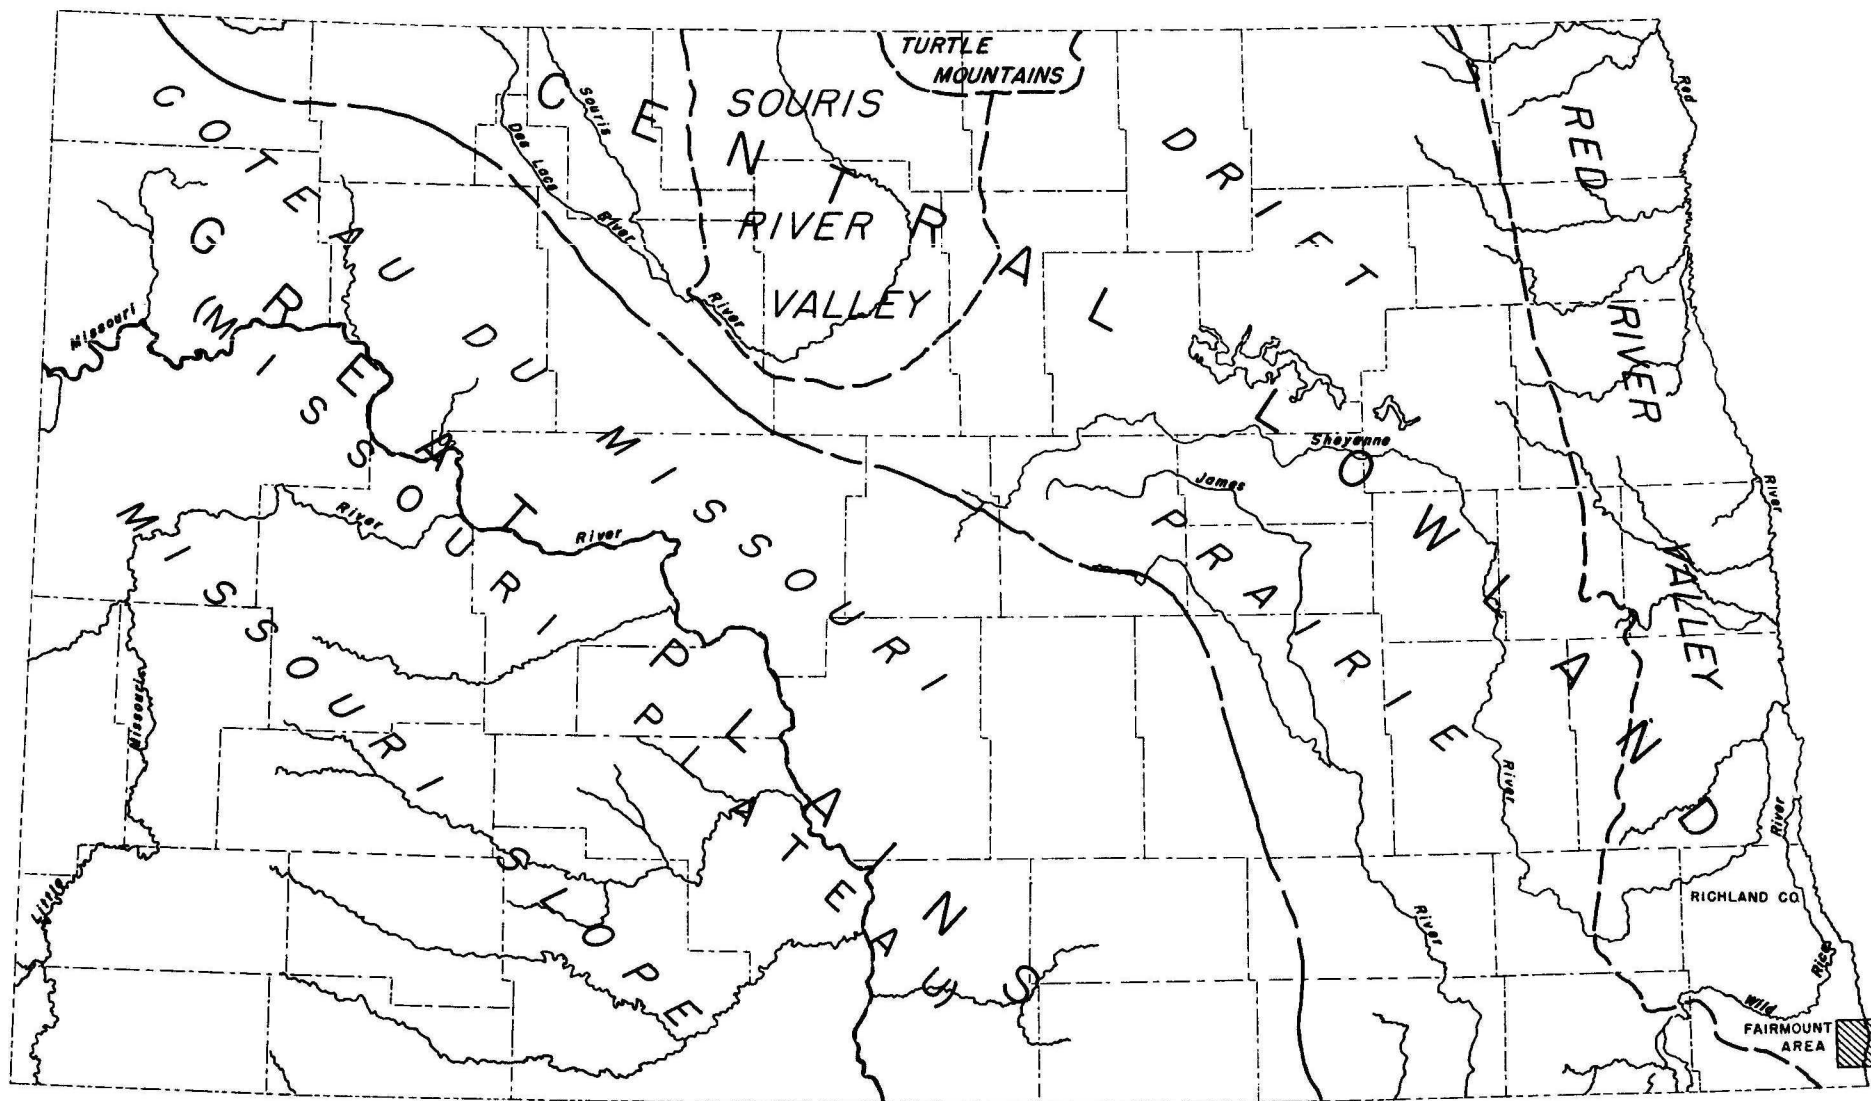 TURTLE
MOUNTAINS
SOURIS
RIVER
VALLEY
CENTRAL LOWLAND
DRIFT PRAIRIE
RED RIVER VALLEY
COTEAU DU MISSOURI
GREAT PLAINS
(MISSOURI PLATEAU)
MISSOURI SLOPE
Souris
River
Des Lacs
River
Missouri
River
River
Little
Missouri
Sheyenne
River
James
River
Red
River
River
Wild
Rice
RICHLAND CO.
FAIRMOUNT
AREA